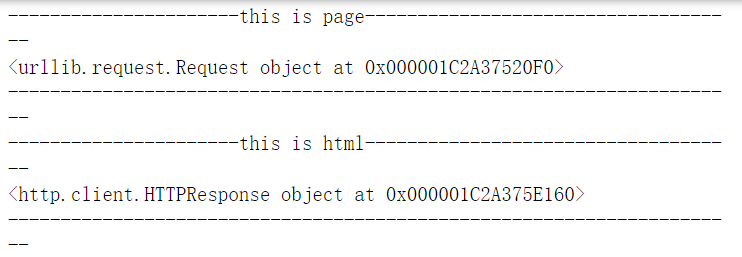 ----------------------this is page----------------------------------
--
<urllib.request.Request object at 0x000001C2A37520F0>
--------------------------------------------------------------------
--
----------------------this is html----------------------------------
--
<http.client.HTTPResponse object at 0x000001C2A375E160>
--------------------------------------------------------------------
--